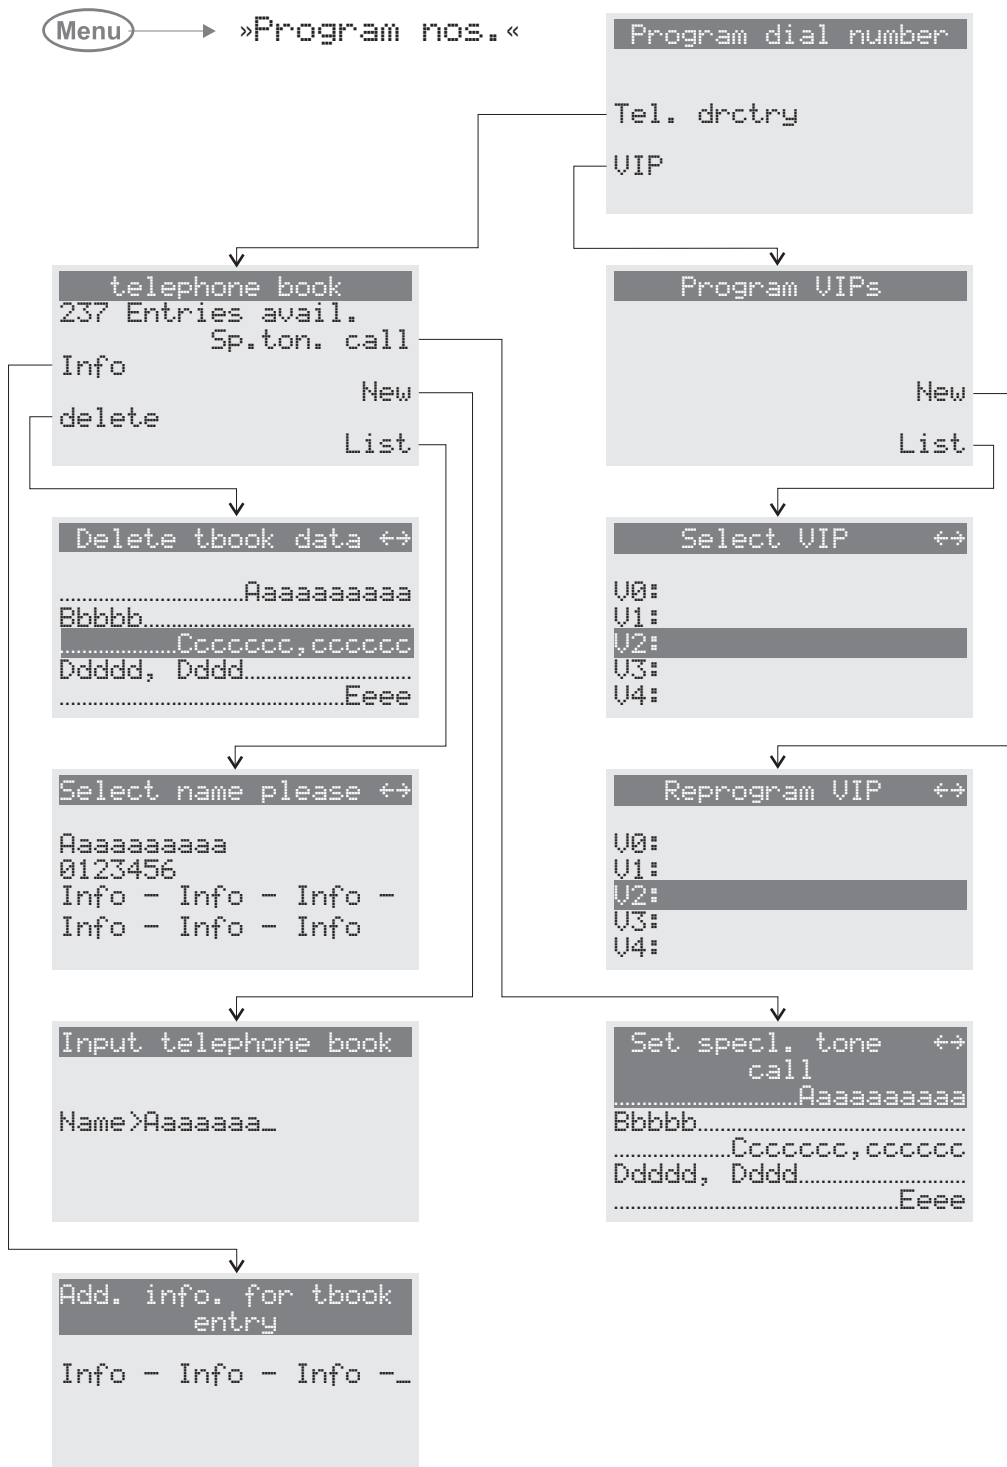 Menu »Program nos.«
Program dial number
Tel. drctry
VIP
telephone book
237 Entries avail.
Sp.ton. call
Info
New
delete
List
Program VIPs
New
List
Delete tbook data ←→
...............................Aaaaaaaaaa
Bbbbb..............................................
....................Ccccccc,cccccc
Ddddd, Dddd.............................
.................................................Eeee
Select VIP ←→
V0:
V1:
V2:
V3:
V4:
Select name please ←→
Aaaaaaaaaa
0123456
Info - Info - Info -
Info - Info - Info
Reprogram VIP ←→
V0:
V1:
V2:
V3:
V4:
Input telephone book
Name>Aaaaaaa_
Set specl. tone ←→
call
...............................Aaaaaaaaaa
Bbbbb..............................................
....................Ccccccc,cccccc
Ddddd, Dddd.............................
.................................................Eeee
Add. info. for tbook
entry
Info - Info - Info -_